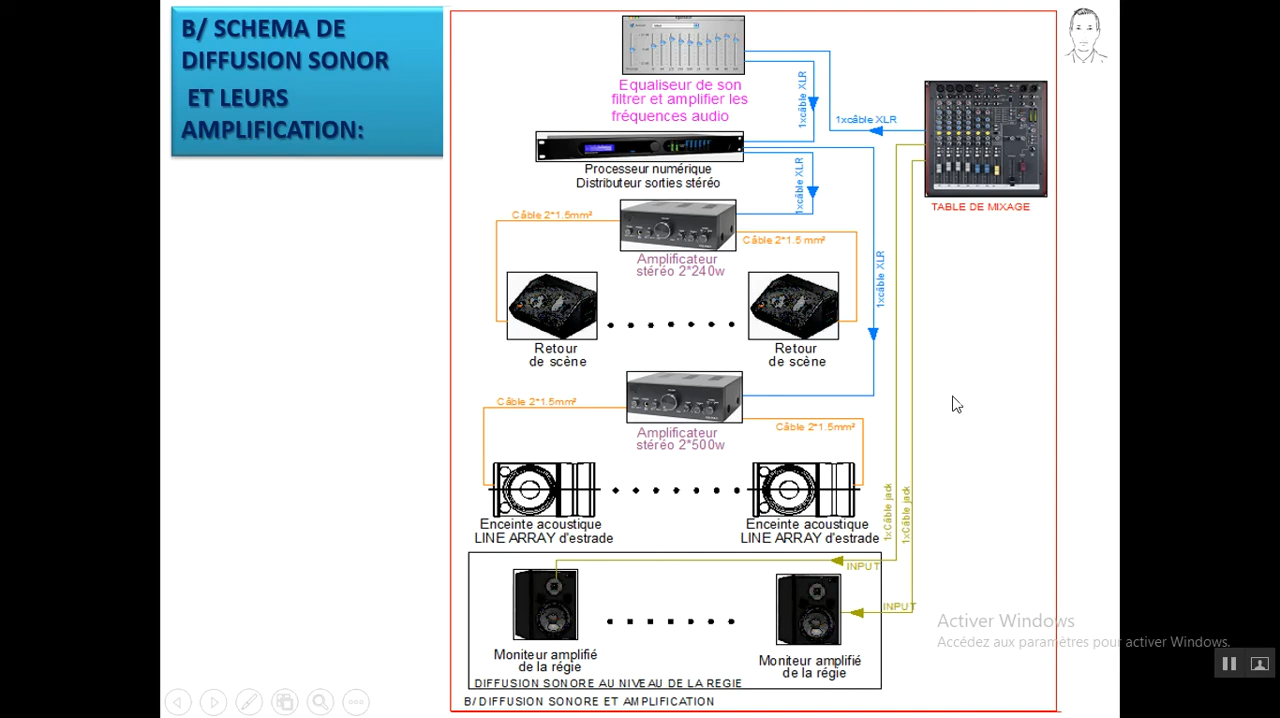 B/ SCHEMA DE
DIFFUSION SONOR
ET LEURS
AMPLIFICATION:
Equaliseur de son
filtrer et amplifier les
fréquences audio
1xcâble XLR
1xcâble XLR
TABLE DE MIXAGE
Processeur numérique
Distributeur sorties stéréo
1xcâble XLR
Câble 2*1.5mm²
Câble 2*1.5 mm²
Amplificateur
stéréo 2*240w
1xcâble XLR
Retour
de scène
Retour
de scène
Câble 2*1.5mm²
Câble 2*1.5mm²
Amplificateur
stéréo 2*500w
Enceinte acoustique
LINE ARRAY d'estrade
Enceinte acoustique
LINE ARRAY d'estrade
1xCâble jack
1xCâble jack
INPUT
INPUT
Moniteur amplifié
de la régie
Moniteur amplifié
de la régie
DIFFUSION SONORE AU NIVEAU DE LA REGIE
B/ DIFFUSION SONORE ET AMPLIFICATION
Activer Windows
Accédez aux paramètres pour activer Windows.